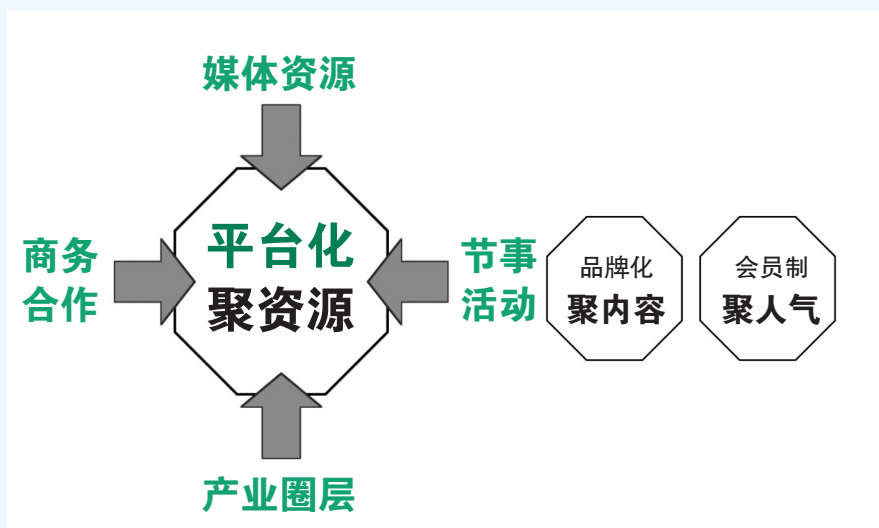 媒体资源
商务
合作
平台化
聚资源
节事
活动
品牌化
聚内容
会员制
聚人气
产业圈层